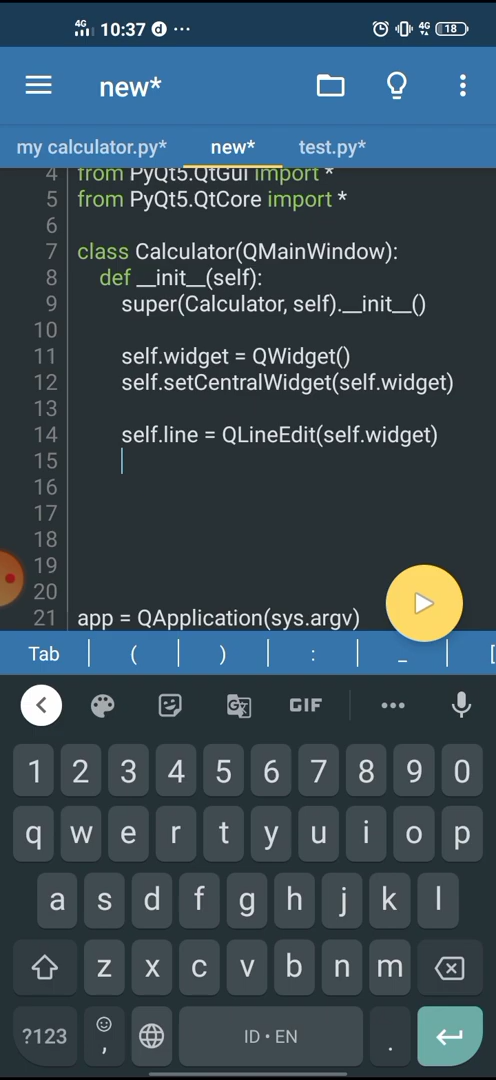 4G 10:37 d ... 4G 18
new*
my calculator.py* new* test.py*
4 from PyQt5.QtGui import *
5 from PyQt5.QtCore import *
6
7 class Calculator(QMainWindow):
8 def __init__(self):
9 super(Calculator, self).__init__()
10
11 self.widget = QWidget()
12 self.setCentralWidget(self.widget)
13
14 self.line = QLineEdit(self.widget)
15
16
17
18
19
20
21 app = QApplication(sys.argv)
Tab ( ) : _ [
GIF ...
1 2 3 4 5 6 7 8 9 0
q w e r t y u i o p
a s d f g h j k l
z x c v b n m
?123 , ID • EN .